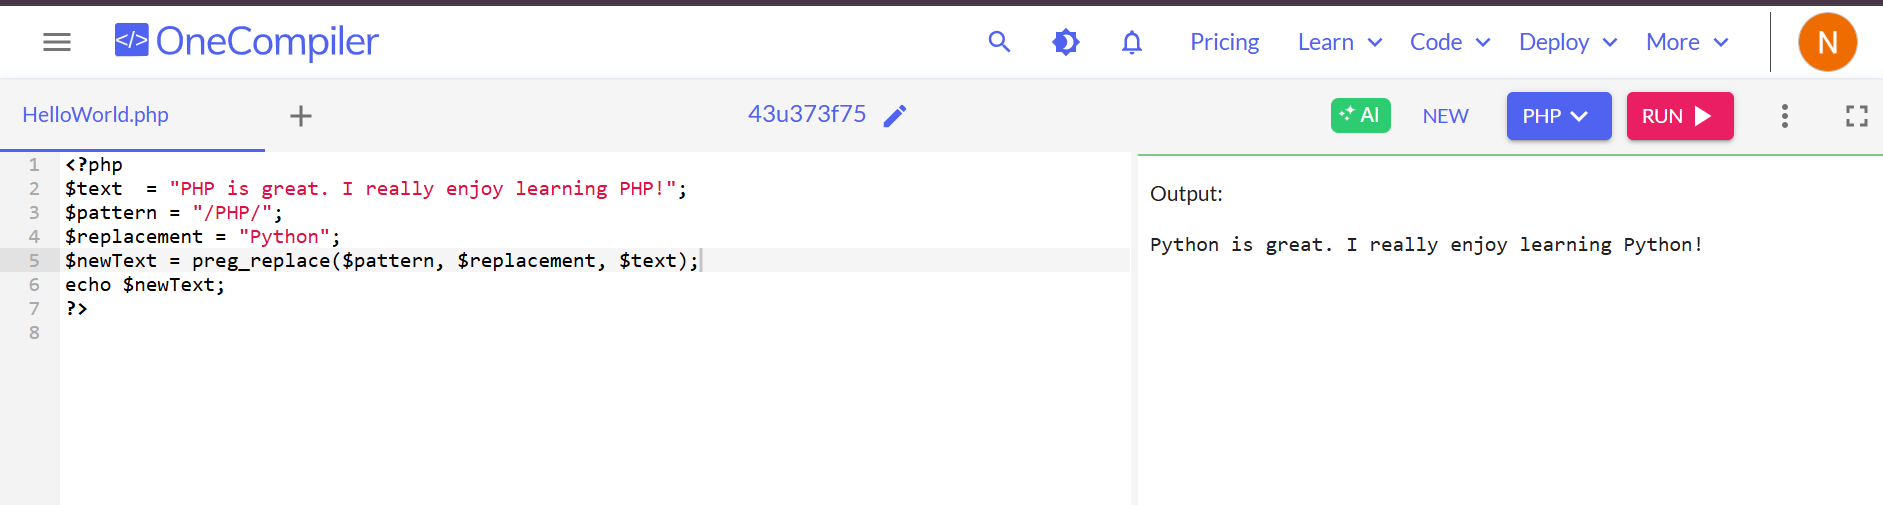 </> OneCompiler
Pricing Learn Code Deploy More N
HelloWorld.php + 43u373f75 AI NEW PHP RUN
1 <?php
2 $text  = "PHP is great. I really enjoy learning PHP!";
3 $pattern = "/PHP/";
4 $replacement = "Python";
5 $newText = preg_replace($pattern, $replacement, $text);
6 echo $newText;
7 ?>
8
Output:
Python is great. I really enjoy learning Python!